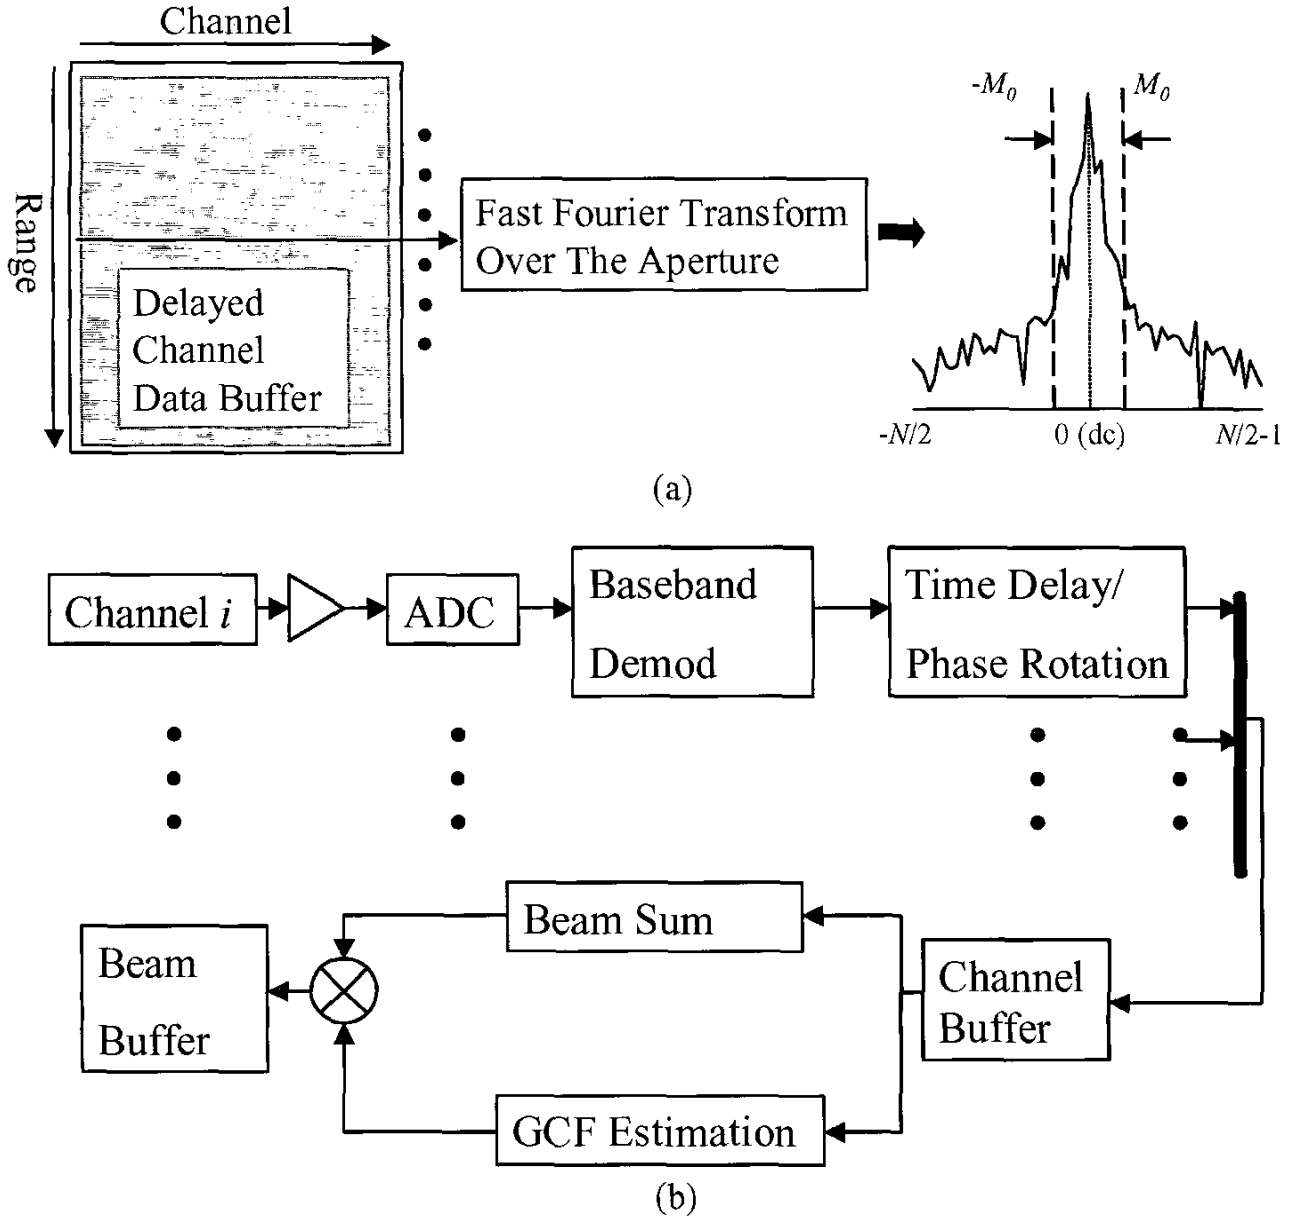 Channel
Range
Delayed
Channel
Data Buffer
Fast Fourier Transform
Over The Aperture
-M₀
M₀
-N/2
0 (dc)
N/2-1
(a)
Channel i
ADC
Baseband
Demod
Time Delay/
Phase Rotation
Beam Sum
Beam
Buffer
Channel
Buffer
GCF Estimation
(b)